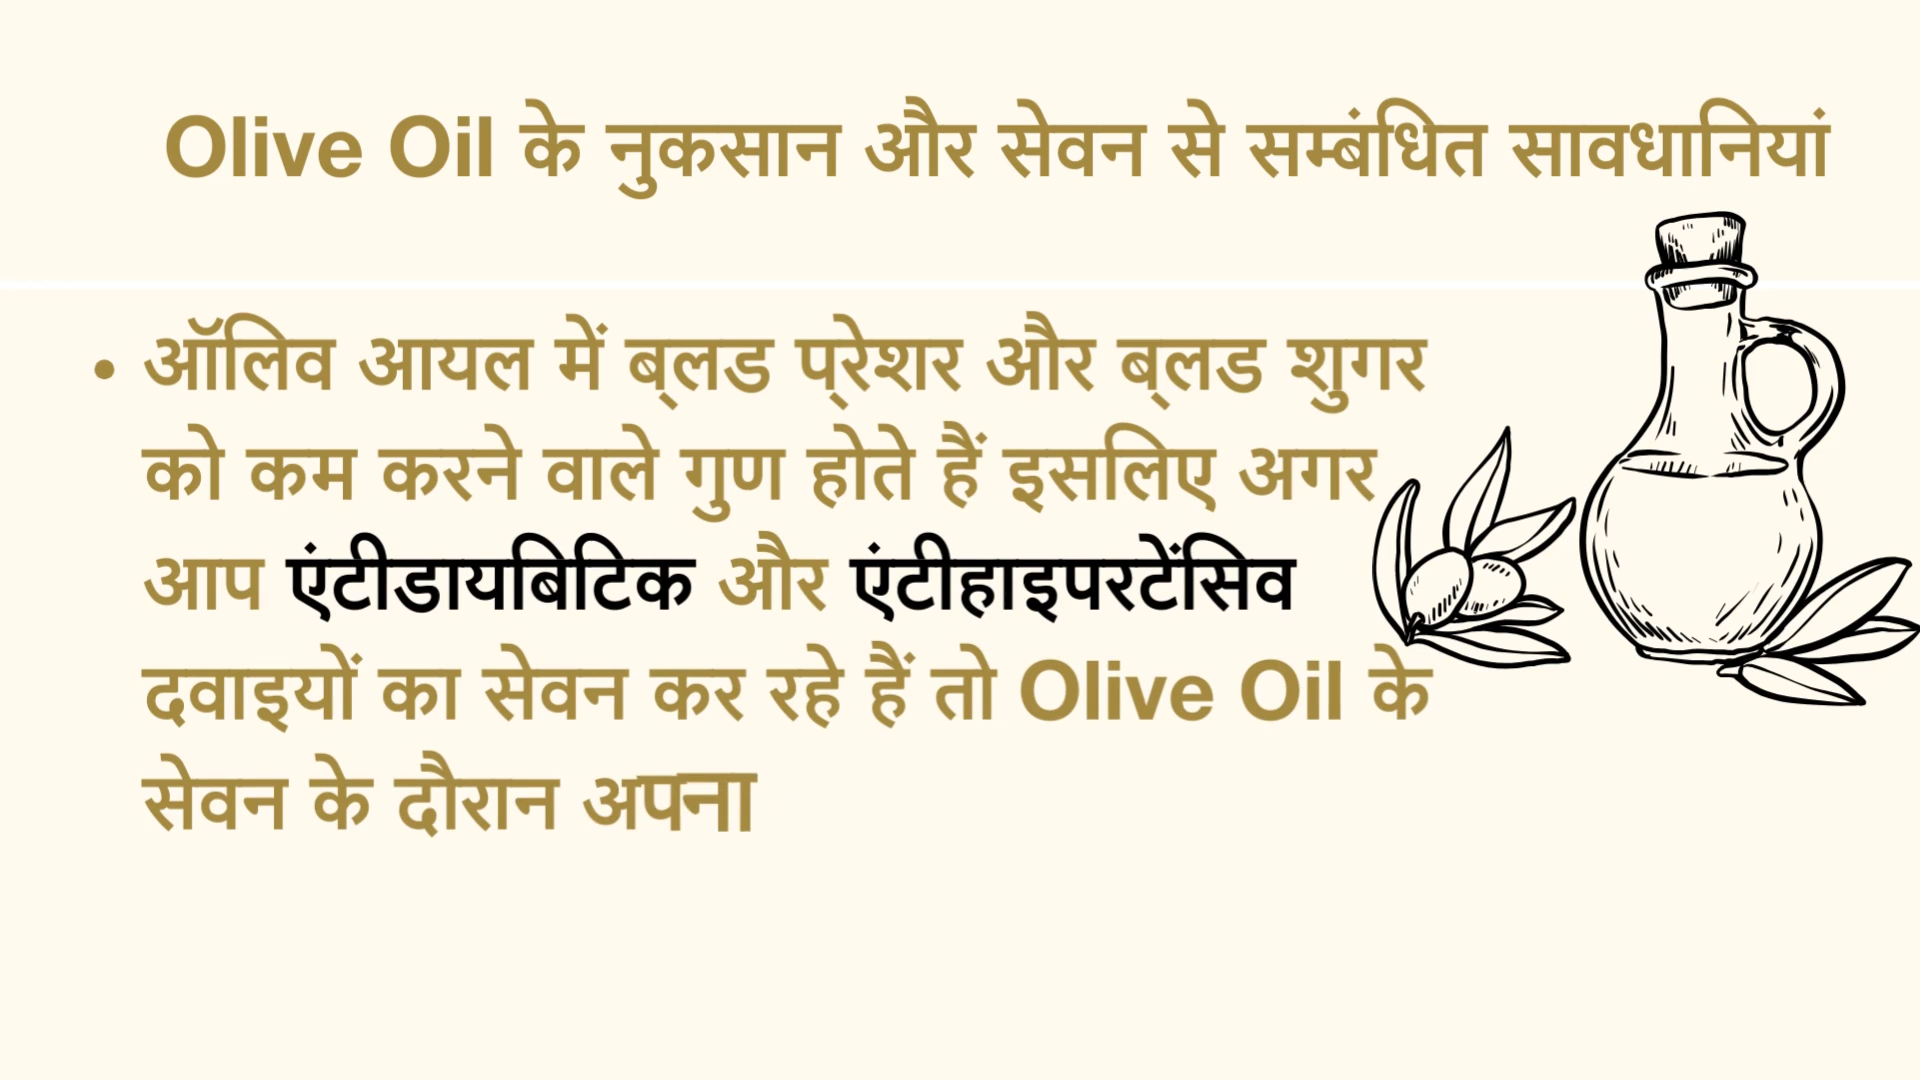 Olive Oil के नुकसान और सेवन से सम्बंधित सावधानियां
• ऑलिव आयल में ब्लड प्रेशर और ब्लड शुगर
को कम करने वाले गुण होते हैं इसलिए अगर
आप एंटीडायबिटिक और एंटीहाइपरटेंसिव
दवाइयों का सेवन कर रहे हैं तो Olive Oil के
सेवन के दौरान अपना